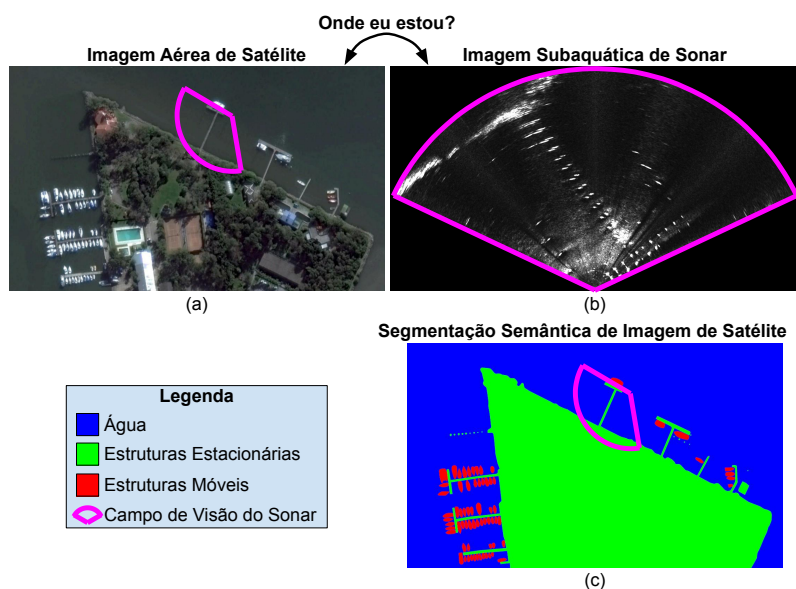 Onde eu estou?
Imagem Aérea de Satélite
Imagem Subaquática de Sonar
(a)
(b)
Segmentação Semântica de Imagem de Satélite
Legenda
Água
Estruturas Estacionárias
Estruturas Móveis
Campo de Visão do Sonar
(c)